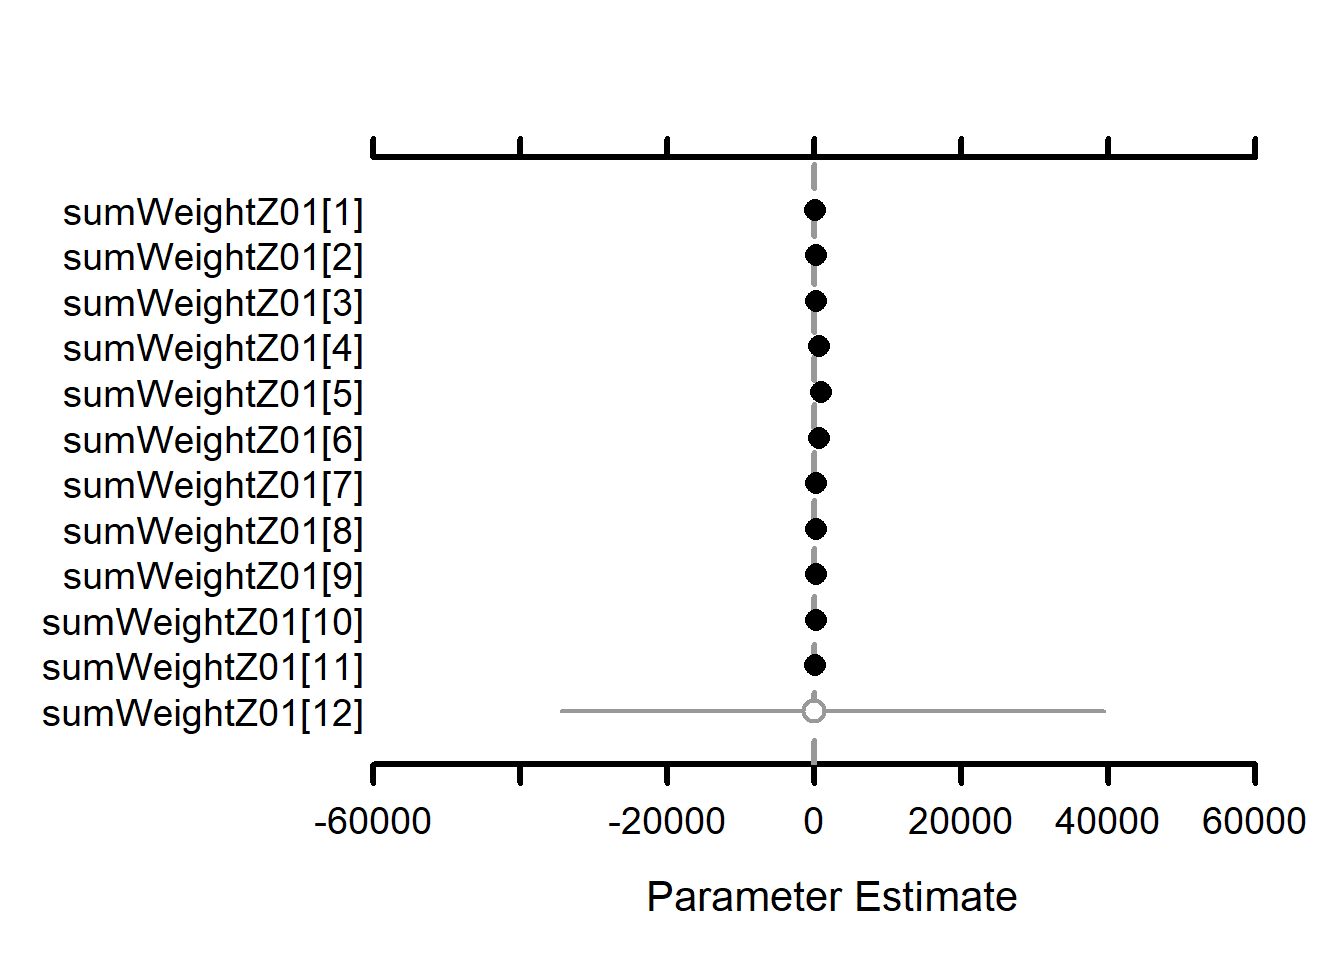 sumWeightZ01[1]
sumWeightZ01[2]
sumWeightZ01[3]
sumWeightZ01[4]
sumWeightZ01[5]
sumWeightZ01[6]
sumWeightZ01[7]
sumWeightZ01[8]
sumWeightZ01[9]
sumWeightZ01[10]
sumWeightZ01[11]
sumWeightZ01[12]
-60000 -20000 0 20000 40000 60000
Parameter Estimate